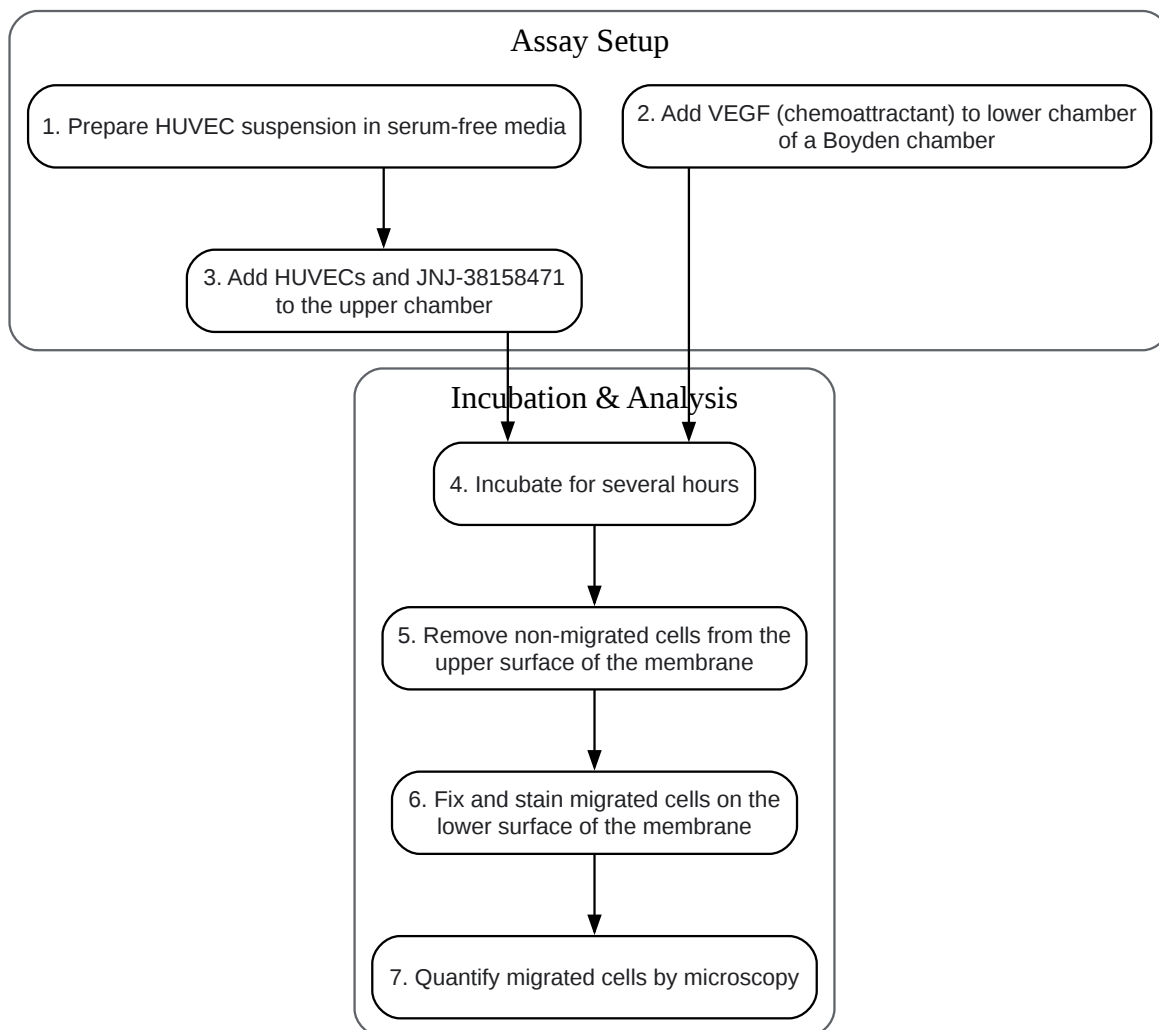 Assay Setup
1. Prepare HUVEC suspension in serum-free media
2. Add VEGF (chemoattractant) to lower chamber
of a Boyden chamber
3. Add HUVECs and JNJ-38158471
to the upper chamber
Incubation & Analysis
4. Incubate for several hours
5. Remove non-migrated cells from the
upper surface of the membrane
6. Fix and stain migrated cells on the
lower surface of the membrane
7. Quantify migrated cells by microscopy